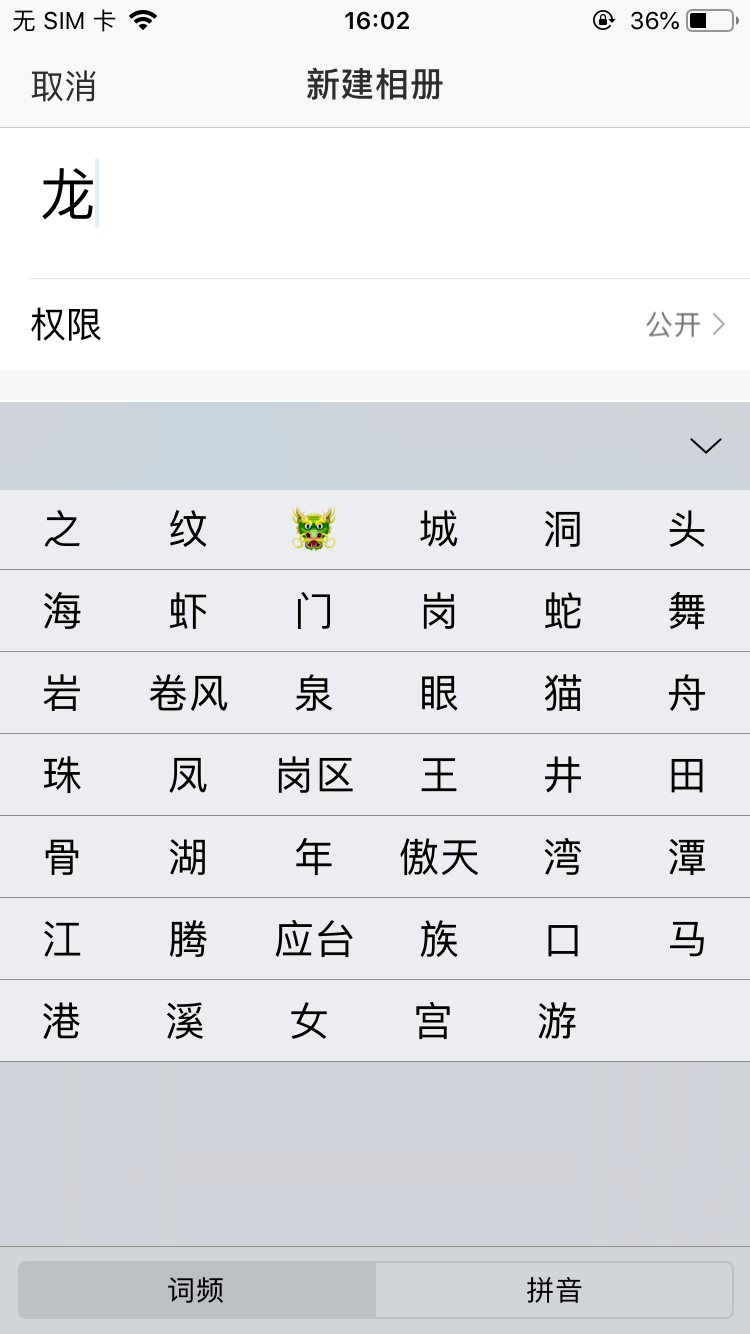 无 SIM 卡 16:02 36%
取消 新建相册
龙
权限 公开
之 纹 🐲 城 洞 头
海 虾 门 岗 蛇 舞
岩 卷风 泉 眼 猫 舟
珠 凤 岗区 王 井 田
骨 湖 年 傲天 湾 潭
江 腾 应台 族 口 马
港 溪 女 宫 游
词频 拼音